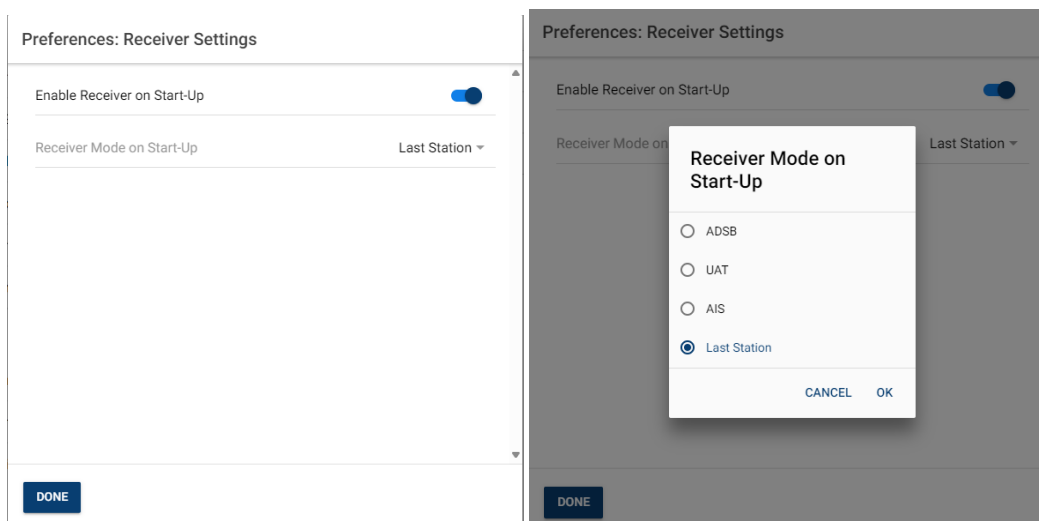 Preferences: Receiver Settings
Enable Receiver on Start-Up
Receiver Mode on Start-Up Last Station
DONE
Preferences: Receiver Settings
Enable Receiver on Start-Up
Receiver Mode on Last Station
Receiver Mode on
Start-Up
ADSB
UAT
AIS
Last Station
CANCEL OK
DONE